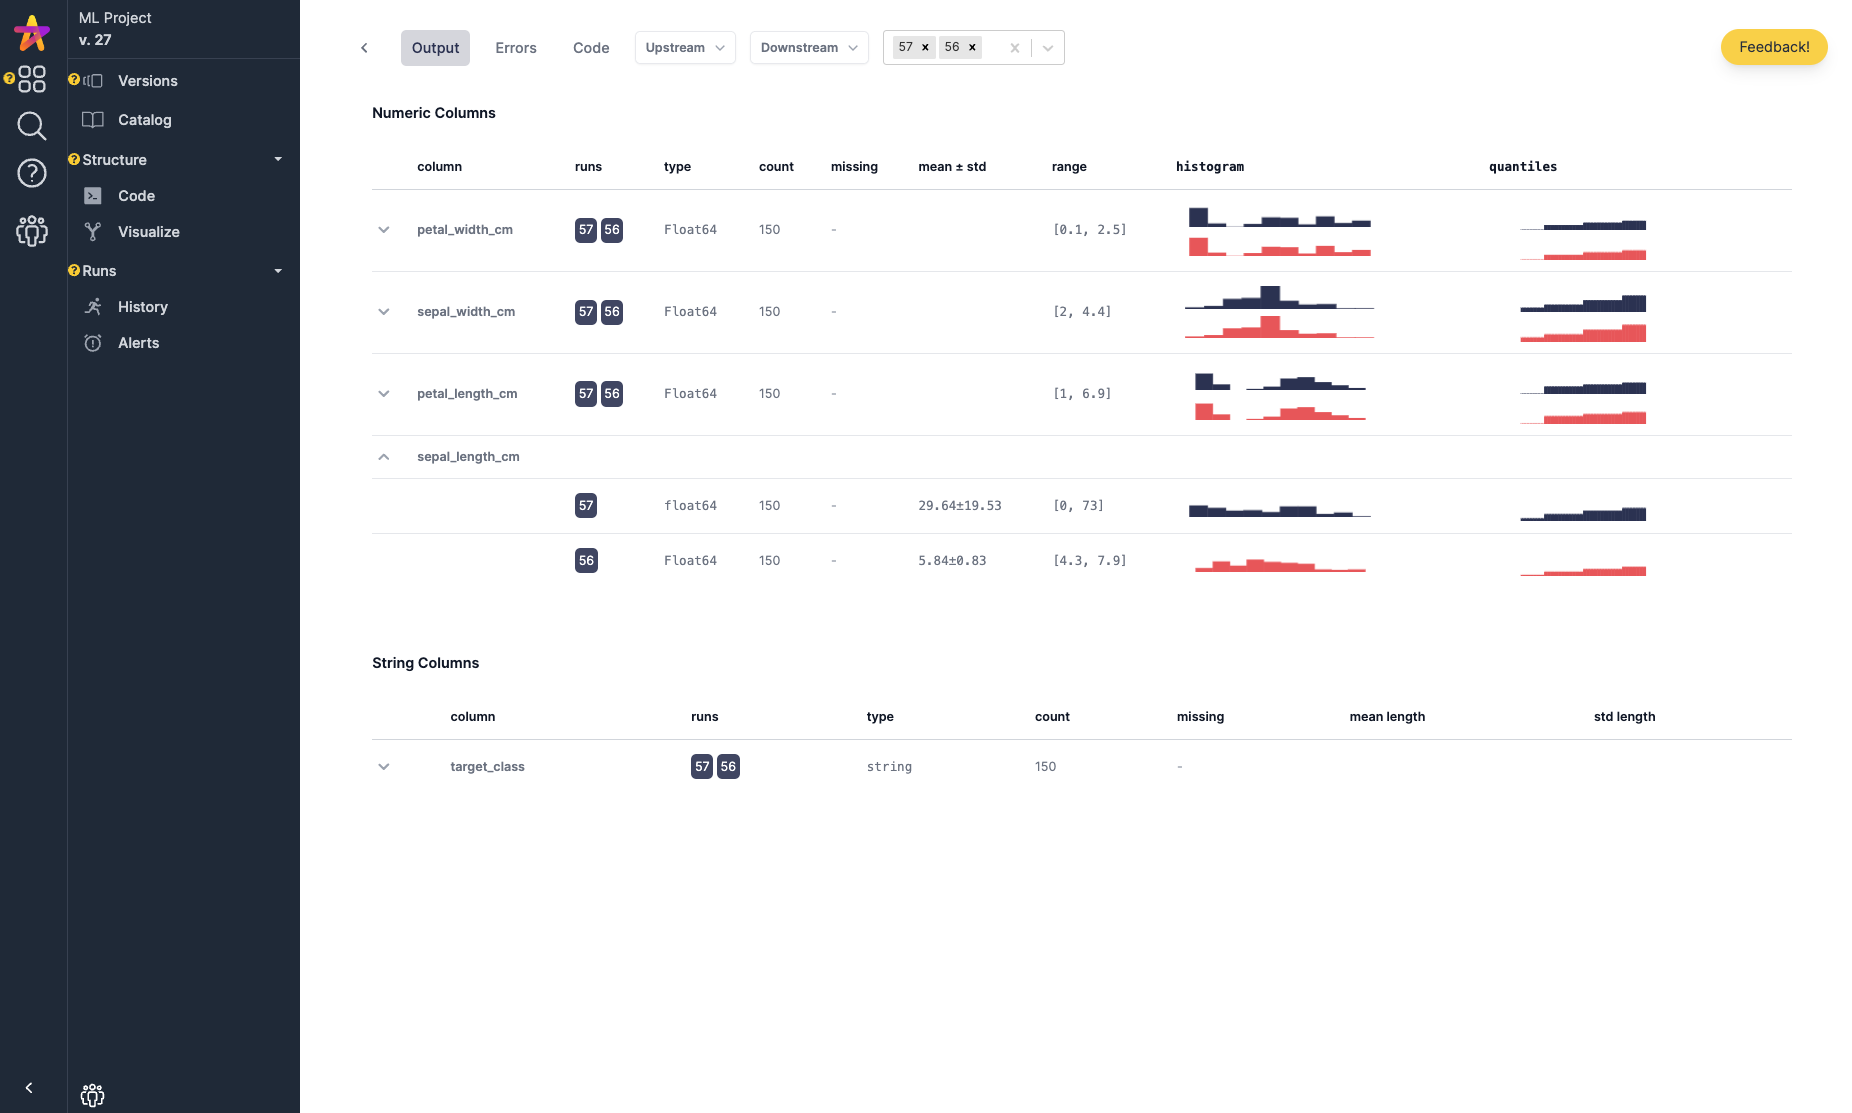 ML Project
v. 27
Versions
Catalog
Structure
Code
Visualize
Runs
History
Alerts
Output Errors Code Upstream Downstream 57 × 56 × Feedback!
Numeric Columns
column runs type count missing mean ± std range histogram quantiles
petal_width_cm 57 56 Float64 150 - [0.1, 2.5]
sepal_width_cm 57 56 Float64 150 - [2, 4.4]
petal_length_cm 57 56 Float64 150 - [1, 6.9]
sepal_length_cm
57 float64 150 - 29.64±19.53 [0, 73]
56 Float64 150 - 5.84±0.83 [4.3, 7.9]
String Columns
column runs type count missing mean length std length
target_class 57 56 string 150 -